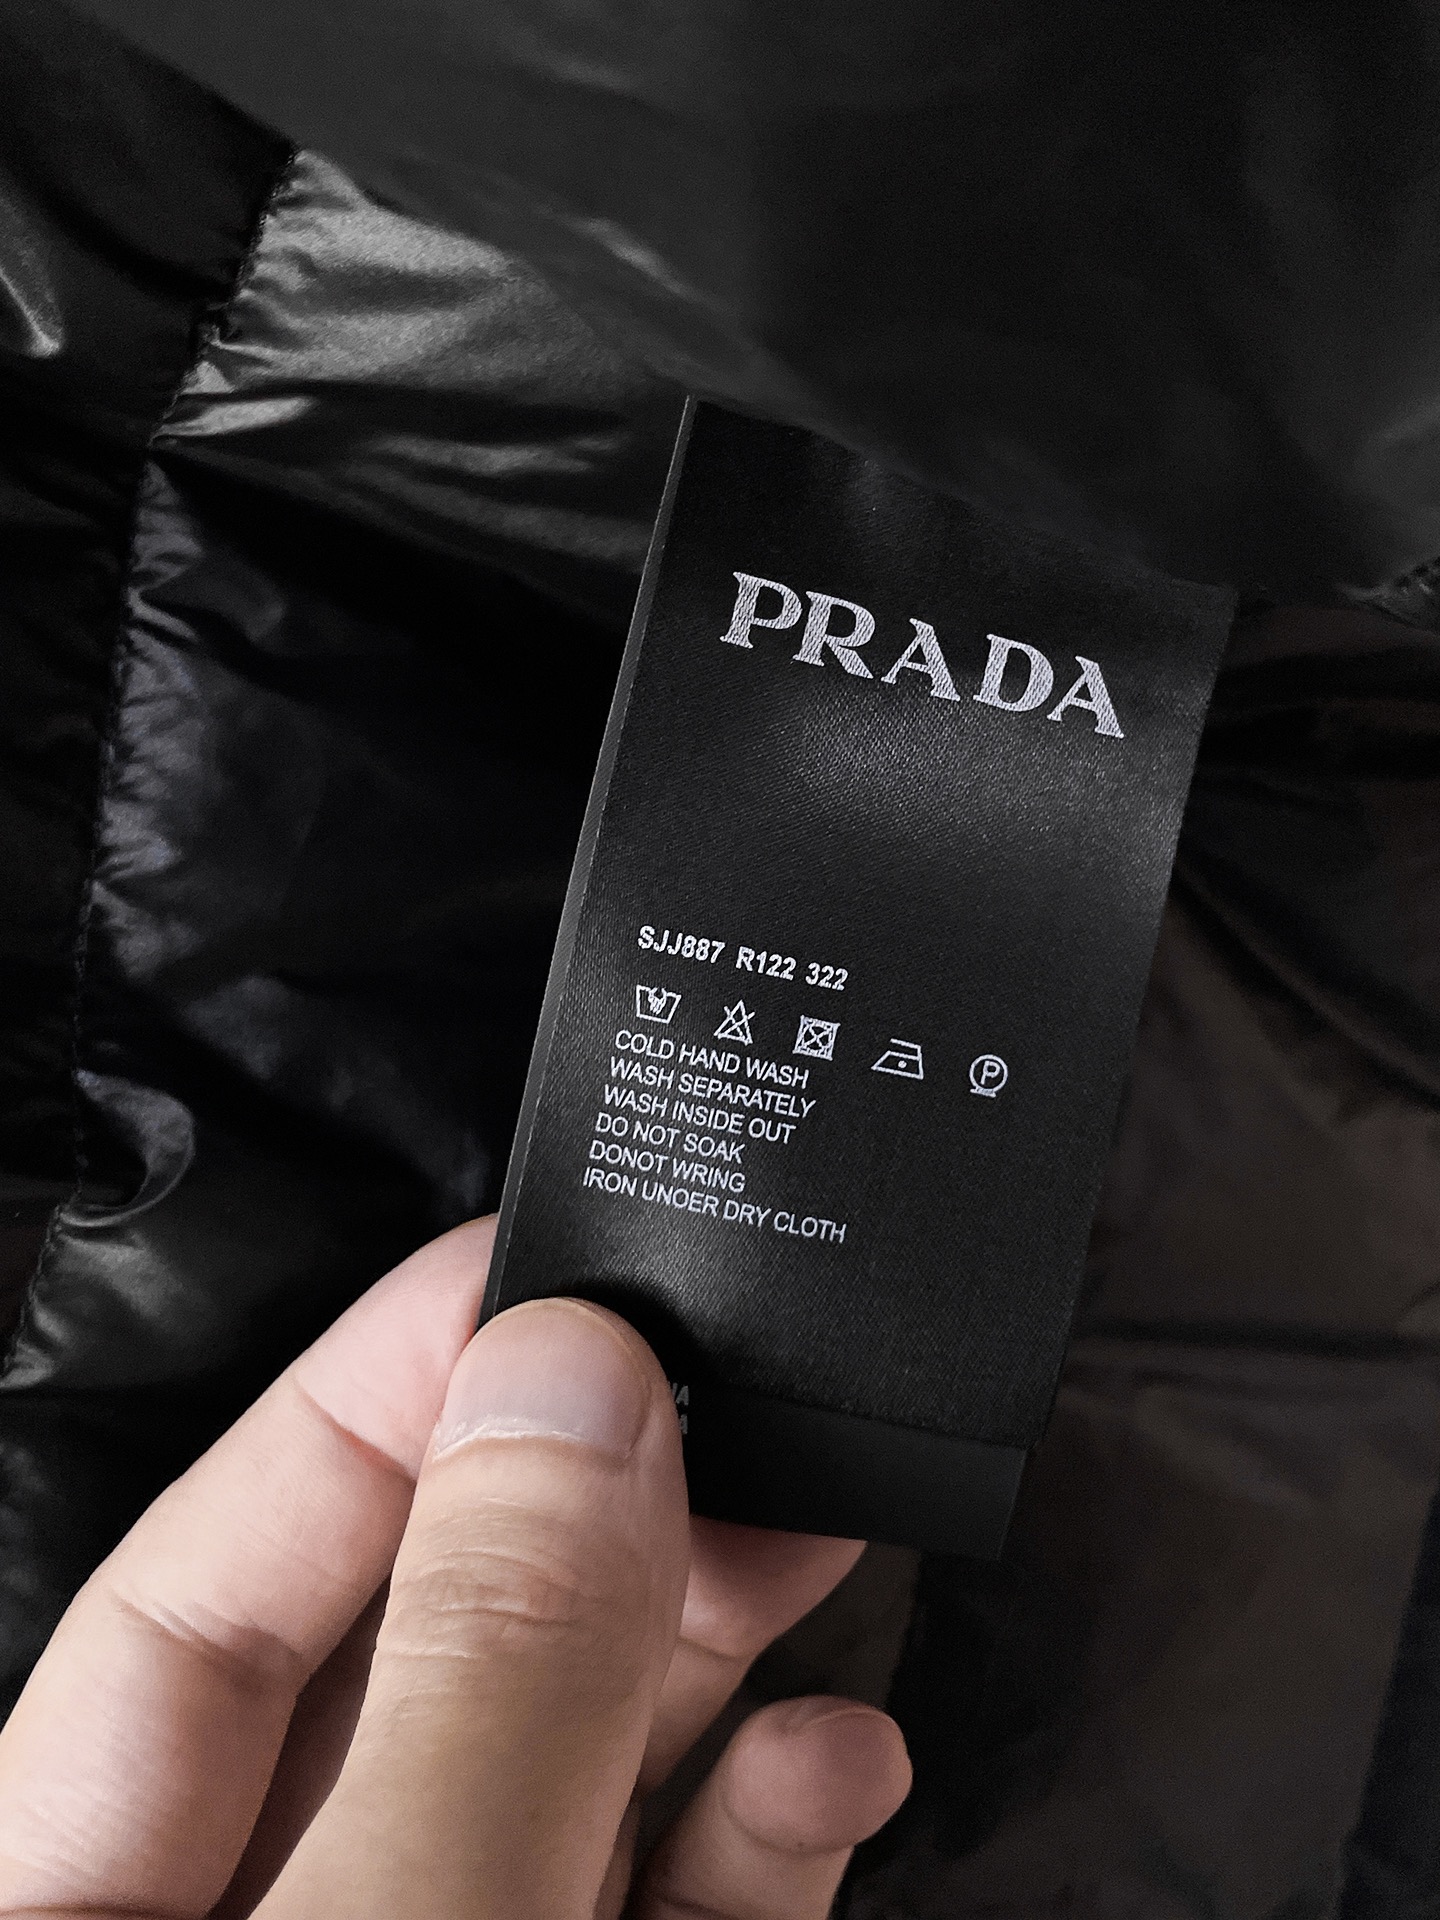 PRADA
SJJ887 R122 322
P
COLD HAND WASH
WASH SEPARATELY
WASH INSIDE OUT
DO NOT SOAK
DONOT WRING
IRON UNOER DRY CLOTH